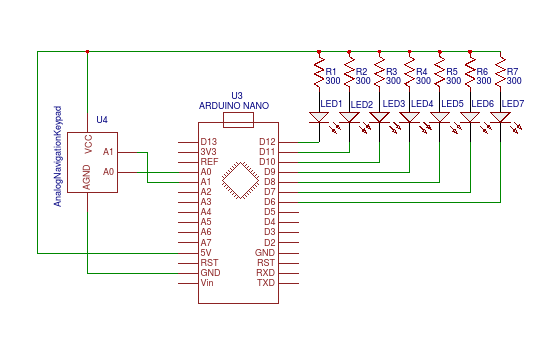 R1 R2 R3 R4 R5 R6 R7
300 300 300 300 300 300 300
U3
ARDUINO NANO
LED1 LED2 LED3 LED4 LED5 LED6 LED7
U4
AnalogNavigationKeypad
VCC
AGND
A1
A0
D13 D12
3V3 D11
REF D10
A0 D9
A1 D8
A2 D7
A3 D6
A4 D5
A5 D4
A6 D3
A7 D2
5V GND
RST RST
GND RXD
Vin TXD